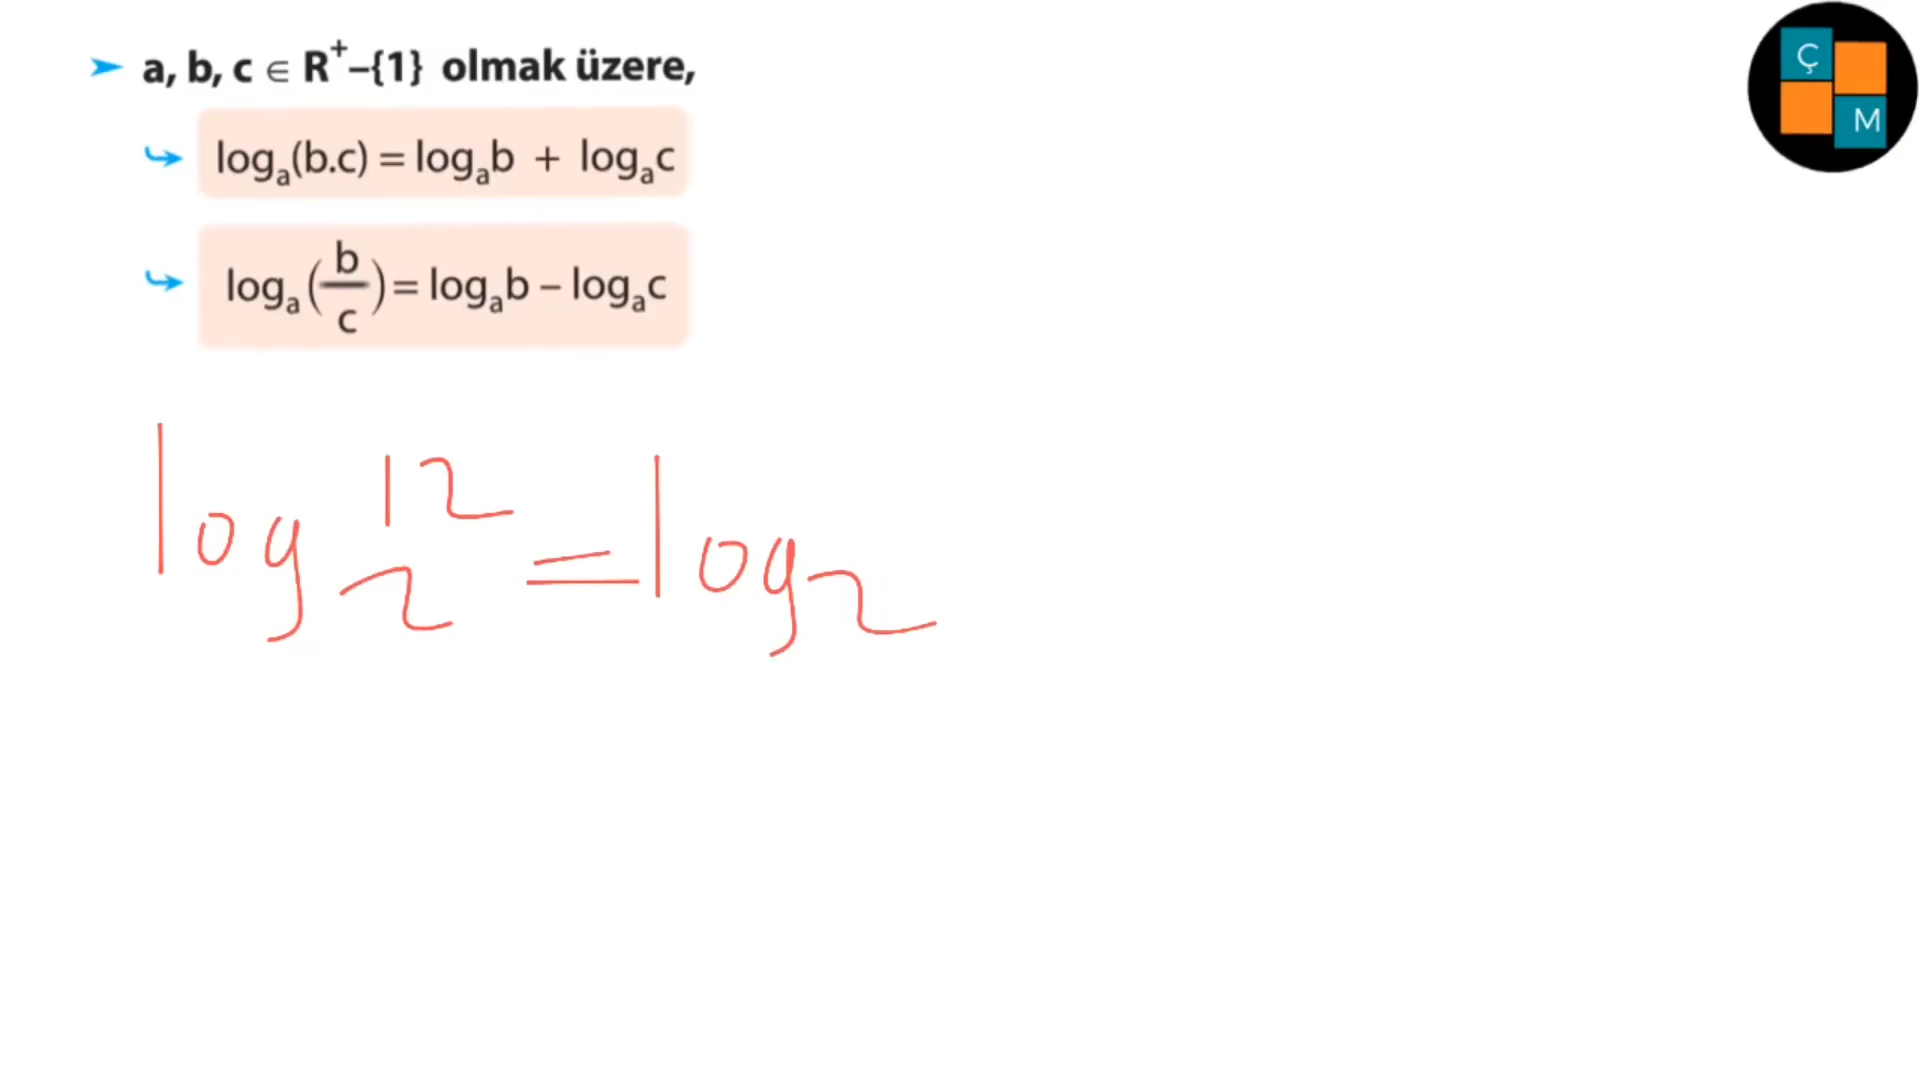 ➤ a, b, c ∈ R⁺–{1} olmak üzere,
↪ logₐ(b.c) = logₐb + logₐc
↪ logₐ(b/c) = logₐb – logₐc
log₂12 = log₂
Ç
M